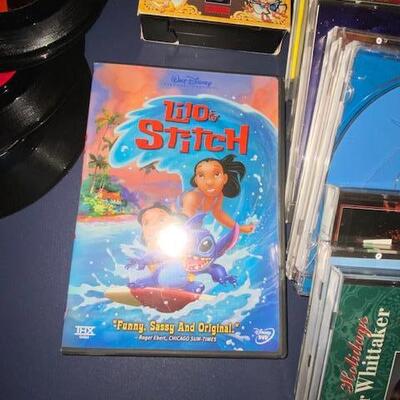 WALT DISNEY
Lilo &
Stitch
THX
"Funny, Sassy And Original."
- Roger Ebert, CHICAGO SUN-TIMES
Disney
DVD
Holidays
r Whittaker